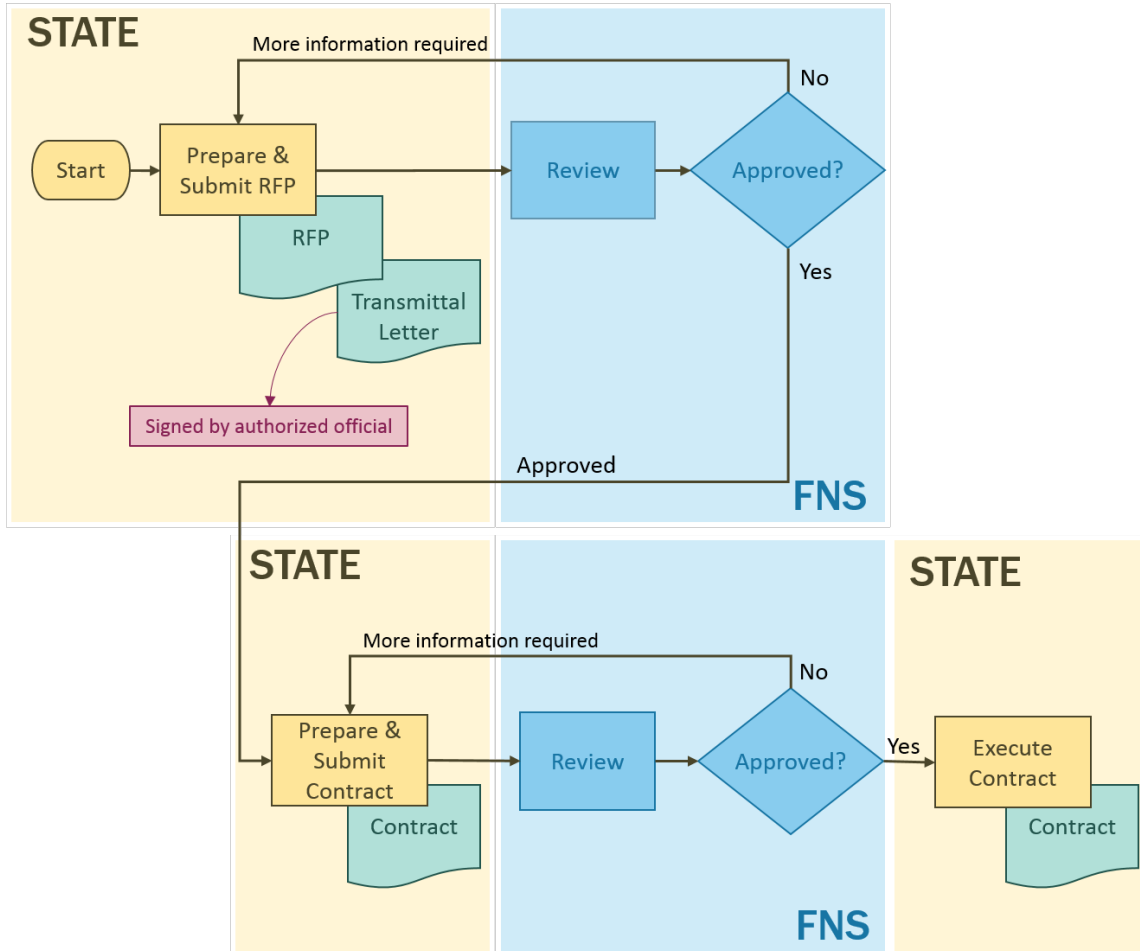 STATE
More information required
No
Start
Prepare &
Submit RFP
Review
Approved?
RFP
Yes
Transmittal
Letter
Signed by authorized official
Approved
FNS
STATE
STATE
More information required
No
Prepare &
Submit
Contract
Review
Approved?
Yes
Execute
Contract
Contract
Contract
FNS